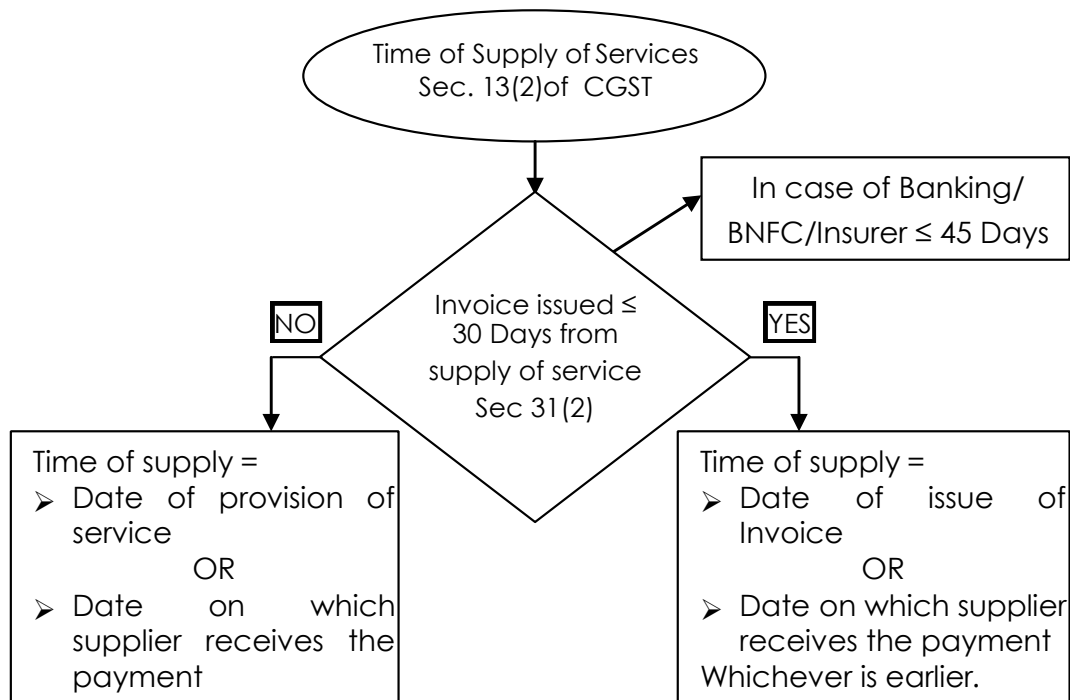 Time of Supply of Services
Sec. 13(2)of CGST
In case of Banking/
BNFC/Insurer ≤ 45 Days
Invoice issued ≤
30 Days from
supply of service
Sec 31(2)
NO
YES
Time of supply =
➢ Date of provision of
service
OR
➢ Date on which
supplier receives the
payment
Time of supply =
➢ Date of issue of
Invoice
OR
➢ Date on which supplier
receives the payment
Whichever is earlier.